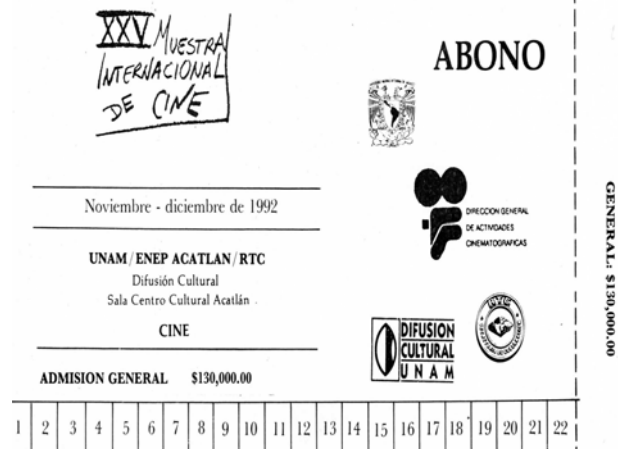 XXV MUESTRA
INTERNACIONAL
DE CINE
ABONO
Noviembre - diciembre de 1992
UNAM/ENEP ACATLAN/RTC
Difusión Cultural
Sala Centro Cultural Acatlán
CINE
ADMISION GENERAL $130,000.00
DIRECCION GENERAL
DE ACTIVIDADES
CINEMATOGRAFICAS
DIFUSION
CULTURAL
UNAM
RTC
GENERAL: $130,000.00
1 2 3 4 5 6 7 8 9 10 11 12 13 14 15 16 17 18 19 20 21 22